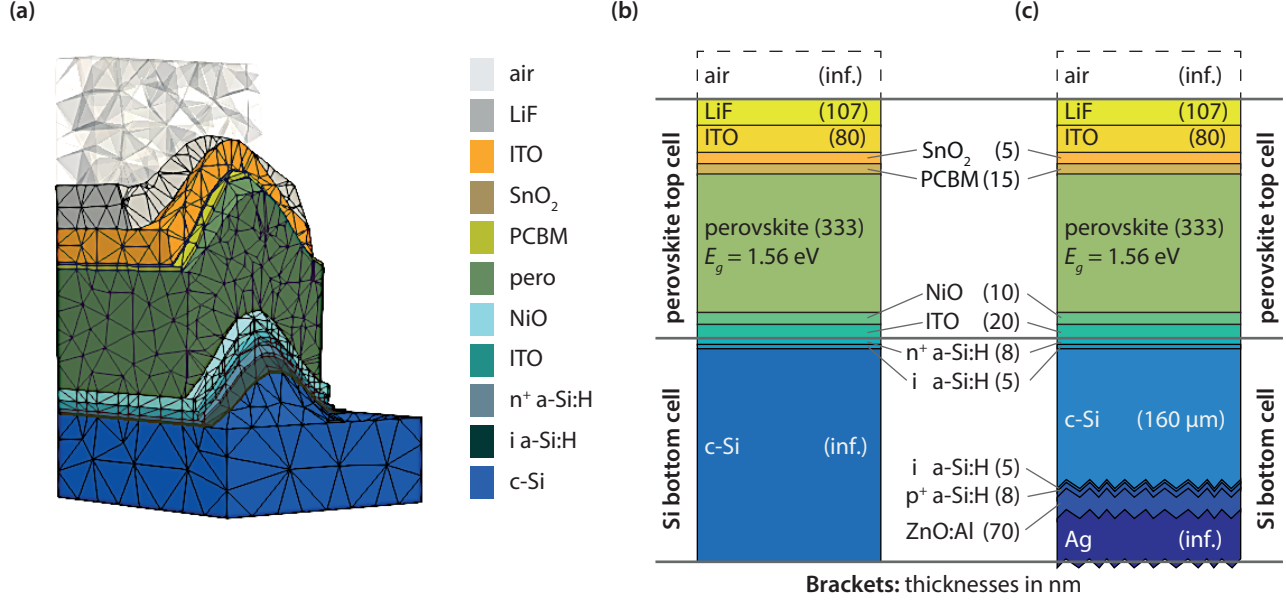 (a)
air
LiF
ITO
SnO2
PCBM
pero
NiO
ITO
n+ a-Si:H
i a-Si:H
c-Si
(b)
(c)
air (inf.)
LiF (107)
ITO (80)
SnO2 (5)
PCBM (15)
perovskite (333)
Eg = 1.56 eV
NiO (10)
ITO (20)
n+ a-Si:H (8)
i a-Si:H (5)
c-Si (inf.)
perovskite top cell
Si bottom cell
air (inf.)
LiF (107)
ITO (80)
perovskite (333)
Eg = 1.56 eV
c-Si (160 μm)
i a-Si:H (5)
p+ a-Si:H (8)
ZnO:Al (70)
Ag (inf.)
perovskite top cell
Si bottom cell
Brackets: thicknesses in nm